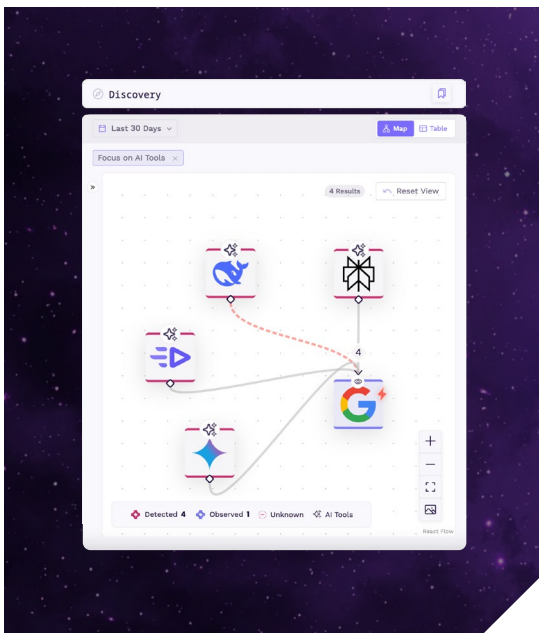 Discovery
Last 30 Days
Map
Table
Focus on AI Tools ×
»
4 Results
Reset View
4
Detected 4
Observed 1
Unknown
AI Tools
React Flow